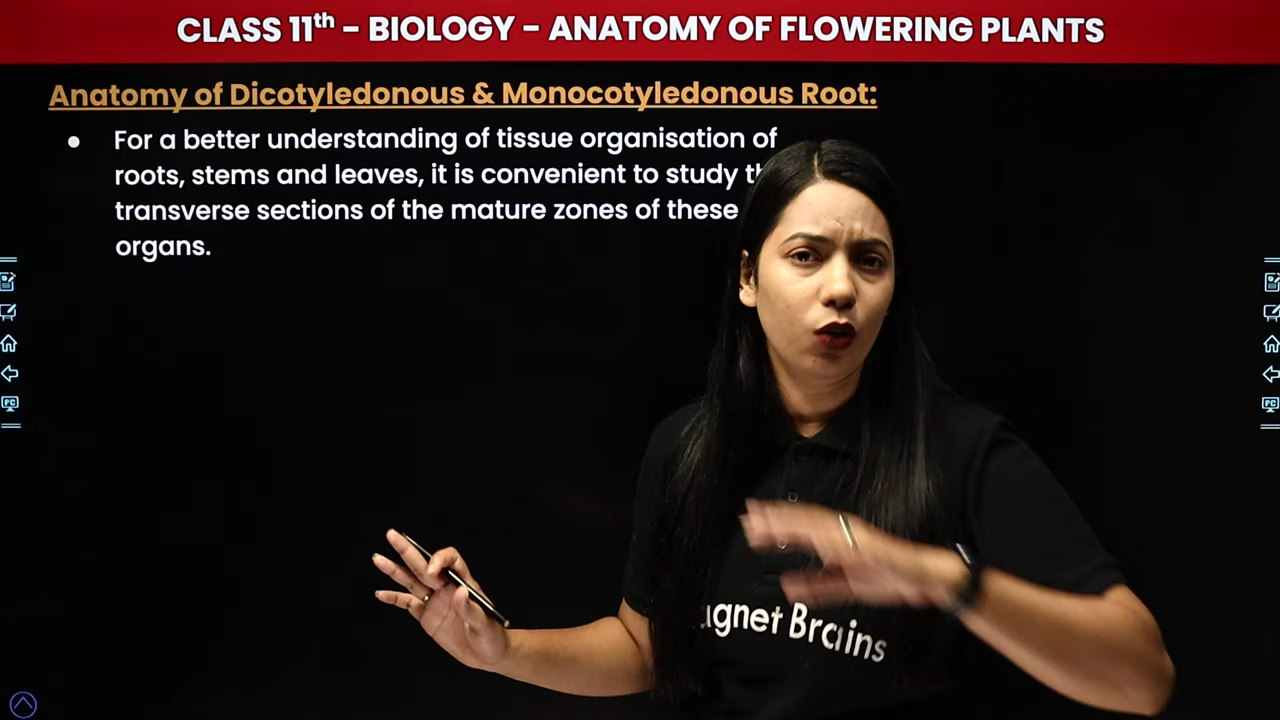 CLASS 11th - BIOLOGY - ANATOMY OF FLOWERING PLANTS
Anatomy of Dicotyledonous & Monocotyledonous Root:
● For a better understanding of tissue organisation of
roots, stems and leaves, it is convenient to study
transverse sections of the mature zones of these
organs.
PC
PC
Brains